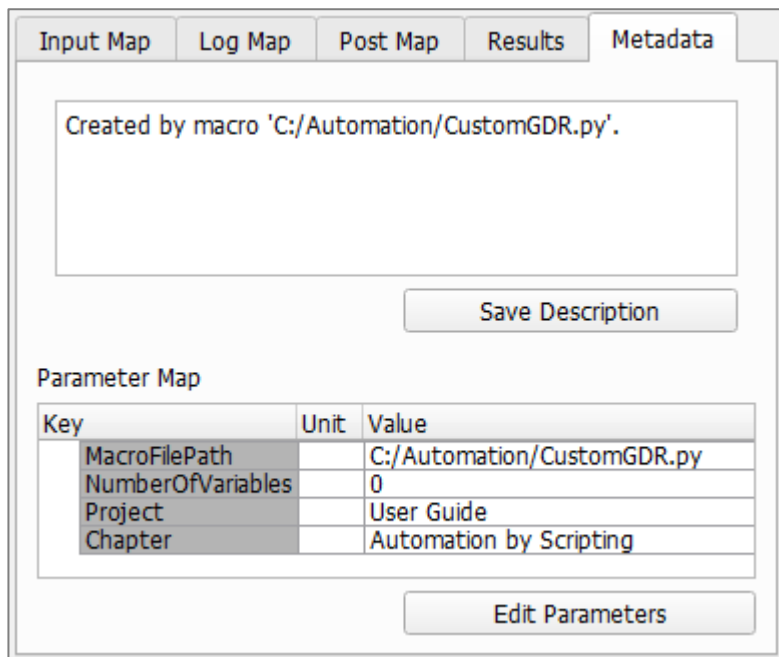 Input Map Log Map Post Map Results Metadata
Created by macro 'C:/Automation/CustomGDR.py'.
Save Description
Parameter Map
Key Unit Value
MacroFilePath C:/Automation/CustomGDR.py
NumberOfVariables 0
Project User Guide
Chapter Automation by Scripting
Edit Parameters